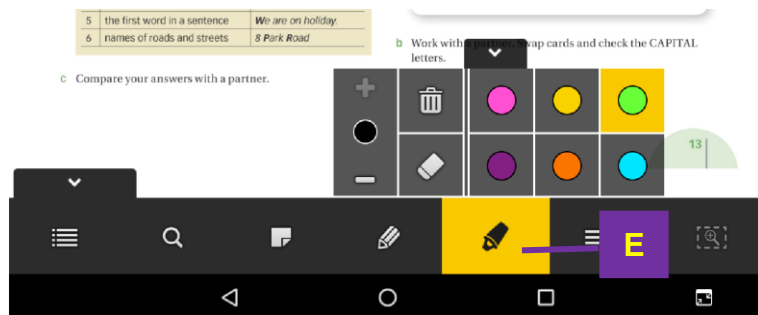 5 the first word in a sentence We are on holiday.
6 names of roads and streets 8 Park Road
c Compare your answers with a partner.
b Work with a partner. Swap cards and check the CAPITAL
letters.
13
E